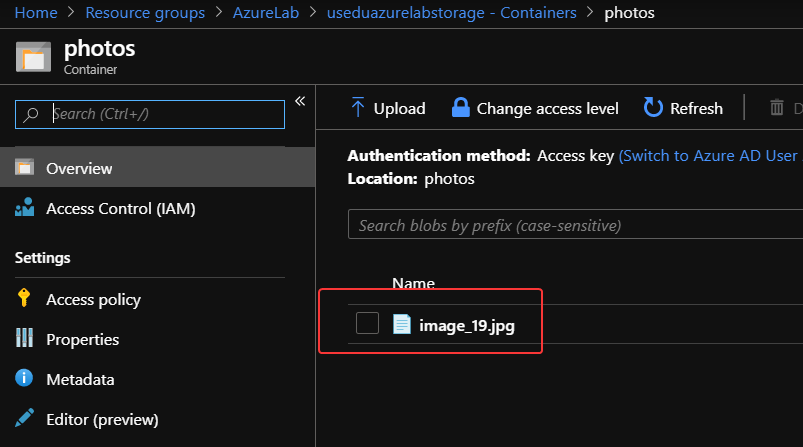 Home > Resource groups > AzureLab > useduazurelabstorage - Containers > photos
photos
Container
Search (Ctrl+/)
«
Overview
Access Control (IAM)
Settings
Access policy
Properties
Metadata
Editor (preview)
Upload
Change access level
Refresh
D
Authentication method: Access key (Switch to Azure AD User
Location: photos
Search blobs by prefix (case-sensitive)
Name
image_19.jpg